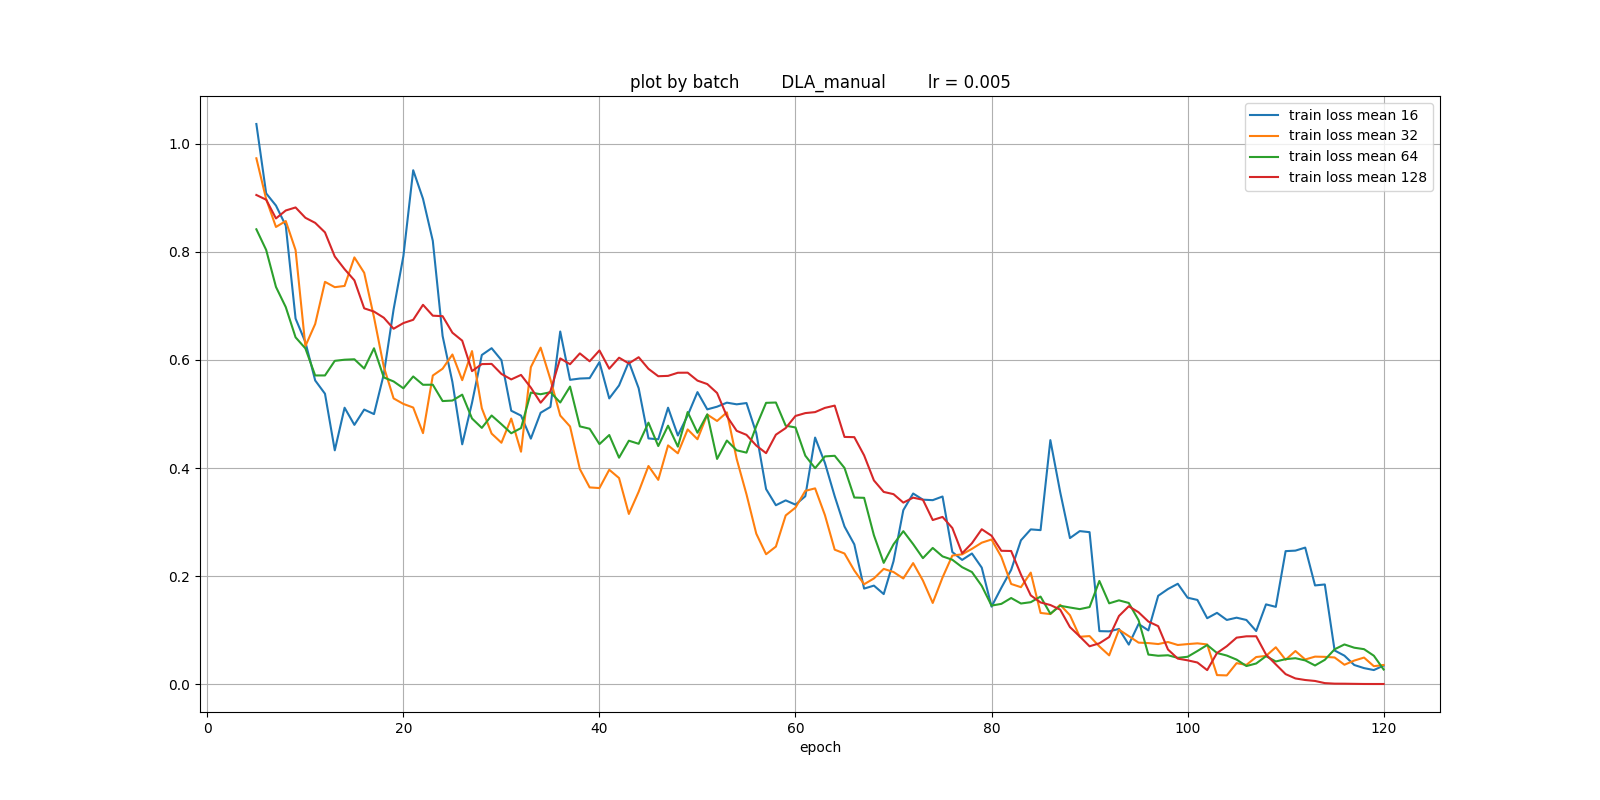 plot by batch DLA_manual lr = 0.005
train loss mean 16
train loss mean 32
train loss mean 64
train loss mean 128
1.0
0.8
0.6
0.4
0.2
0.0
0 20 40 60 80 100 120
epoch